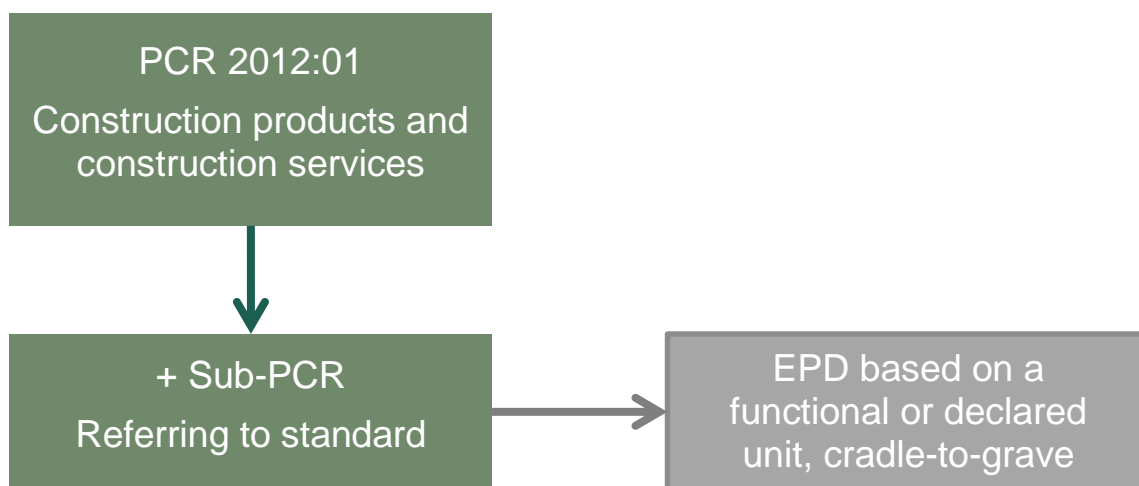 PCR 2012:01
Construction products and
construction services
+ Sub-PCR
Referring to standard
EPD based on a
functional or declared
unit, cradle-to-grave